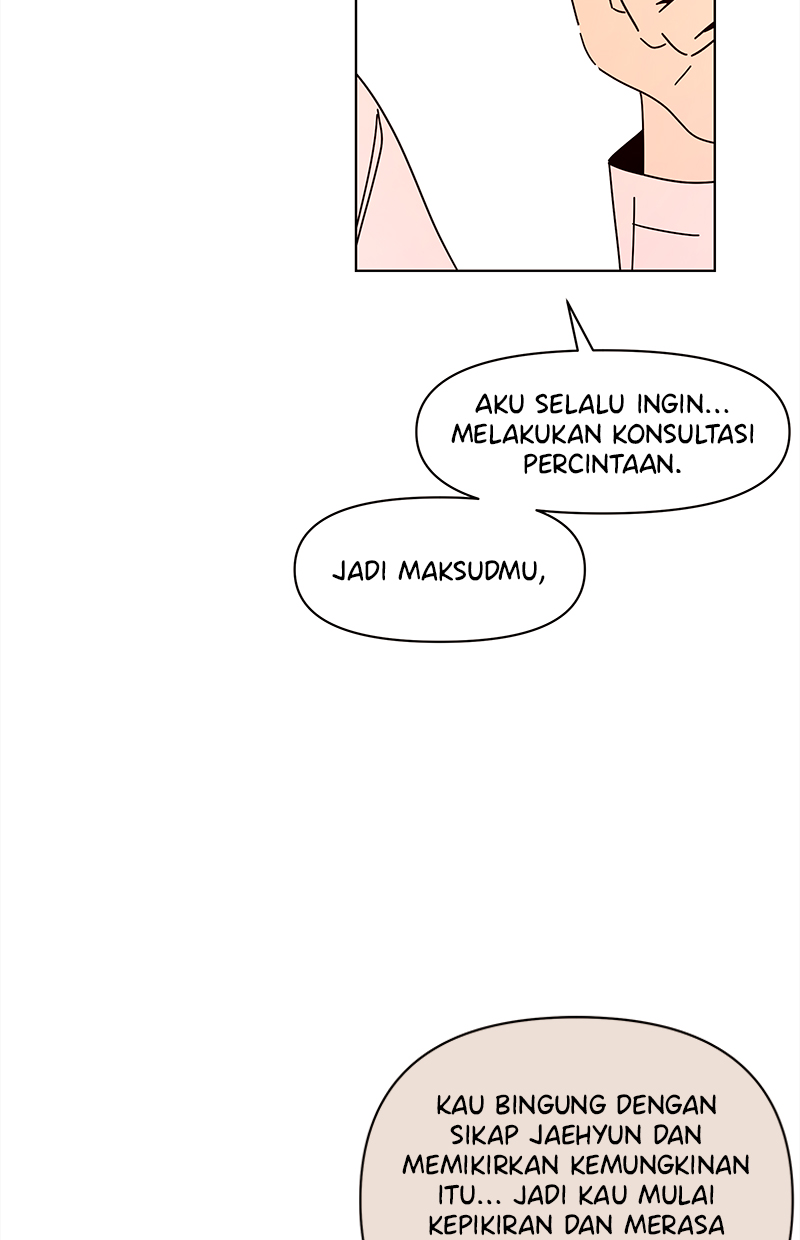 AKU SELALU INGIN...
MELAKUKAN KONSULTASI
PERCINTAAN.
JADI MAKSUDMU,
KAU BINGUNG DENGAN
SIKAP JAEHYUN DAN
MEMIKIRKAN KEMUNGKINAN
ITU... JADI KAU MULAI
KEPIKIRAN DAN MERASA